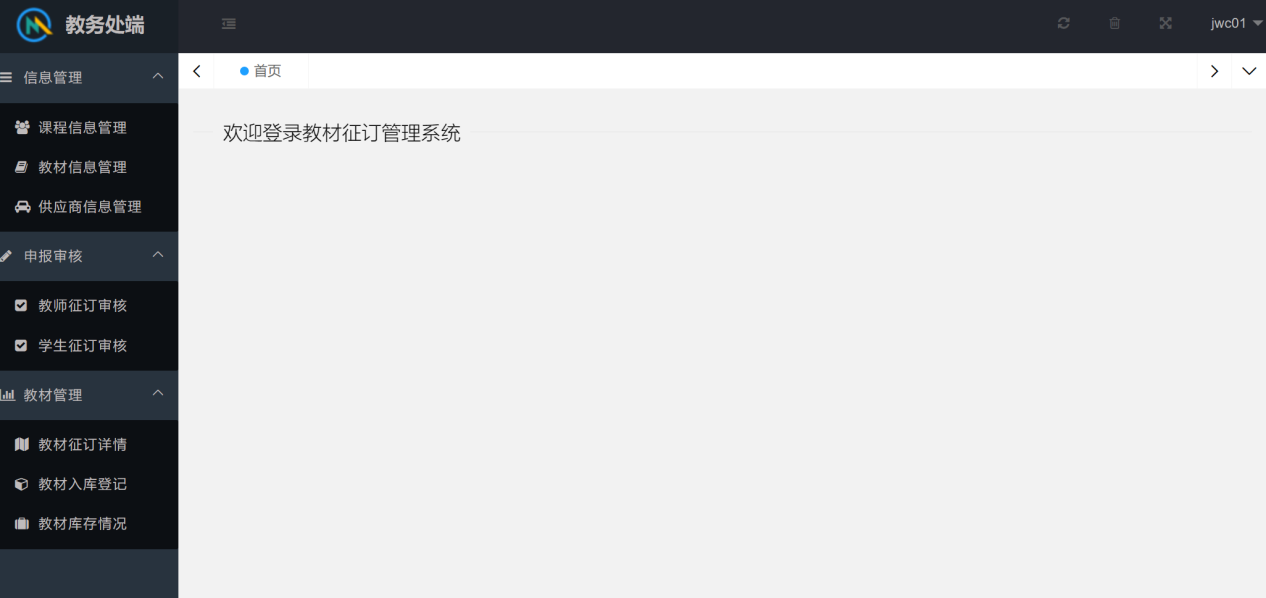 教务处端
jwc01
信息管理
首页
课程信息管理
欢迎登录教材征订管理系统
教材信息管理
供应商信息管理
申报审核
教师征订审核
学生征订审核
教材管理
教材征订详情
教材入库登记
教材库存情况